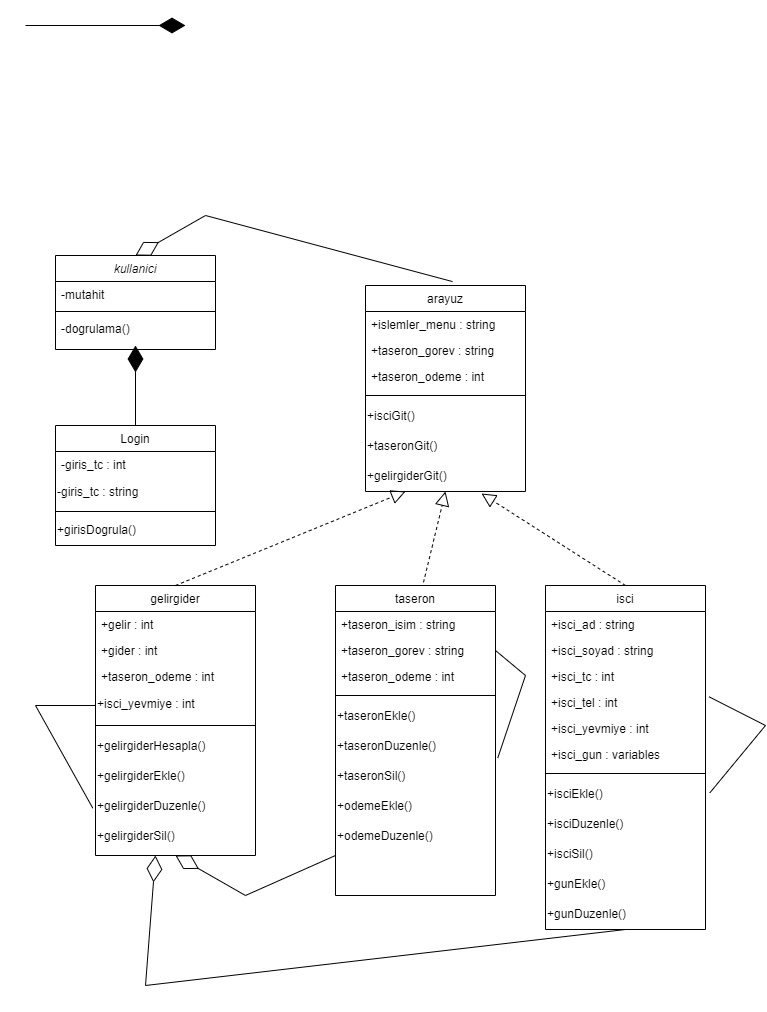 kullanici
-mutahit
-dogrulama()
arayuz
+islemler_menu : string
+taseron_gorev : string
+taseron_odeme : int
+isciGit()
+taseronGit()
+gelirgiderGit()
Login
-giris_tc : int
-giris_tc : string
+girisDogrula()
gelirgider
+gelir : int
+gider : int
+taseron_odeme : int
+isci_yevmiye : int
+gelirgiderHesapla()
+gelirgiderEkle()
+gelirgiderDuzenle()
+gelirgiderSil()
taseron
+taseron_isim : string
+taseron_gorev : string
+taseron_odeme : int
+taseronEkle()
+taseronDuzenle()
+taseronSil()
+odemeEkle()
+odemeDuzenle()
isci
+isci_ad : string
+isci_soyad : string
+isci_tc : int
+isci_tel : int
+isci_yevmiye : int
+isci_gun : variables
+isciEkle()
+isciDuzenle()
+isciSil()
+gunEkle()
+gunDuzenle()